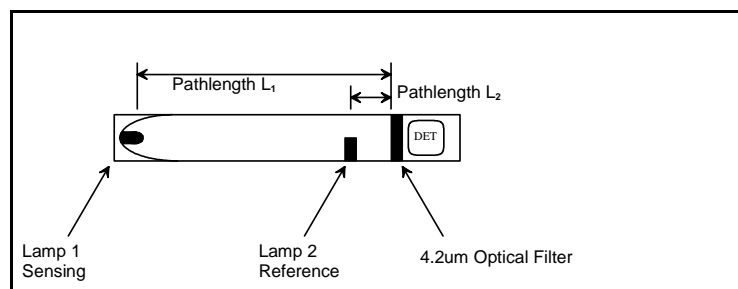 Pathlength L₁
Pathlength L₂
DET
Lamp 1
Sensing
Lamp 2
Reference
4.2um Optical Filter